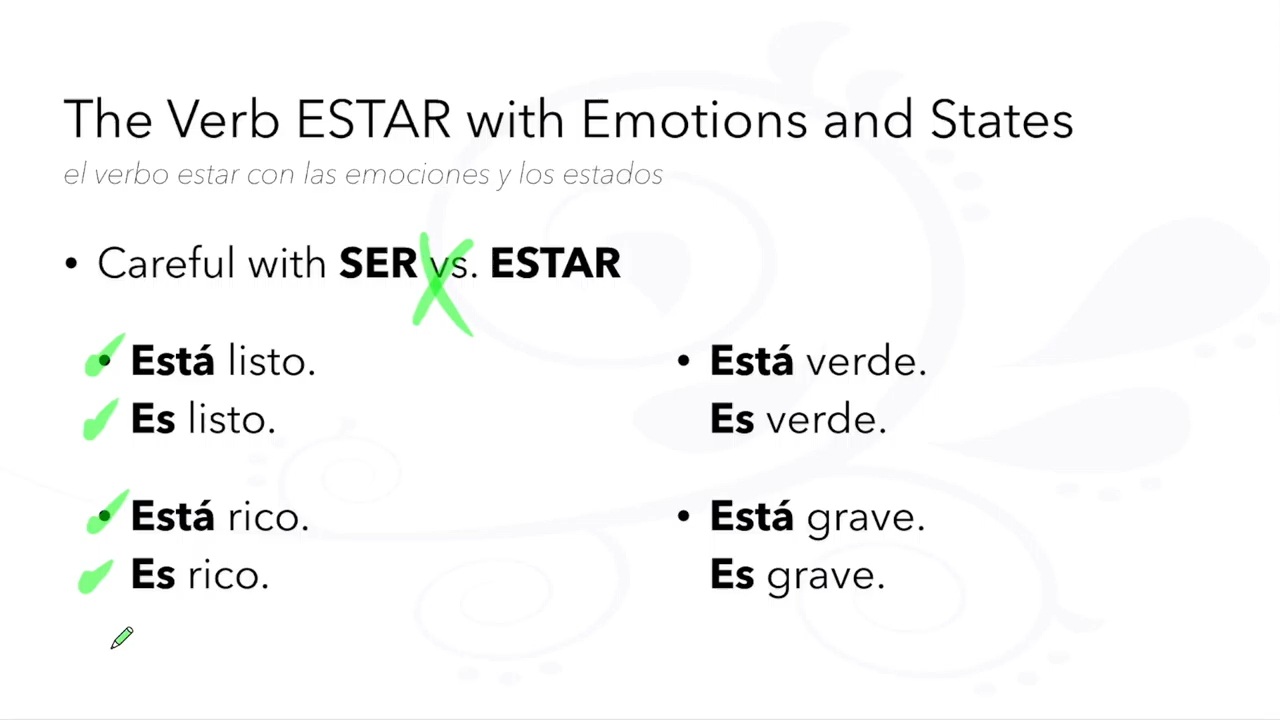 The Verb ESTAR with Emotions and States
el verbo estar con las emociones y los estados
• Careful with SER vs. ESTAR
• Está listo.
Es listo.
• Está rico.
Es rico.
• Está verde.
Es verde.
• Está grave.
Es grave.